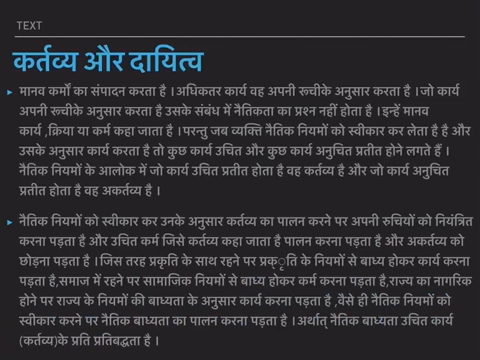 TEXT
कर्तव्य और दायित्व
▸ मानव कर्मों का संपादन करता है ।अधिकतर कार्य वह अपनी रूचीके अनुसार करता है ।जो कार्य
अपनी रूचीके अनुसार करता है उसके संबंध में नैतिकता का प्रश्न नहीं होता है ।इन्हें मानव
कार्य ,क्रिया या कर्म कहा जाता है ।परन्तु जब व्यक्ति नैतिक नियमों को स्वीकार कर लेता है है और
उसके अनुसार कार्य करता है तो कुछ कार्य उचित और कुछ कार्य अनुचित प्रतीत होने लगते हैं ।
नैतिक नियमों के आलोक में जो कार्य उचित प्रतीत होता है वह कर्तव्य है और जो कार्य अनुचित
प्रतीत होता है वह अकर्तव्य है ।
▸ नैतिक नियमों को स्वीकार कर उनके अनुसार कर्तव्य का पालन करने पर अपनी रुचियों को नियंत्रित
करना पड़ता है और उचित कर्म जिसे कर्तव्य कहा जाता है पालन करना पड़ता है और अकर्तव्य को
छोड़ना पड़ता है ।जिस तरह प्रकृति के साथ रहने पर प्रक्ृति के नियमों से बाध्य होकर कार्य करना
पड़ता है,समाज में रहने पर सामाजिक नियमों से बाध्य होकर कर्म करना पड़ता है,राज्य का नागरिक
होने पर राज्य के नियमों की बाध्यता के अनुसार कार्य करना पड़ता है ,वैसे ही नैतिक नियमों को
स्वीकार करने पर नैतिक बाध्यता का पालन करना पड़ता है ।अर्थात् नैतिक बाध्यता उचित कार्य
(कर्तव्य)के प्रति प्रतिबद्धता है ।